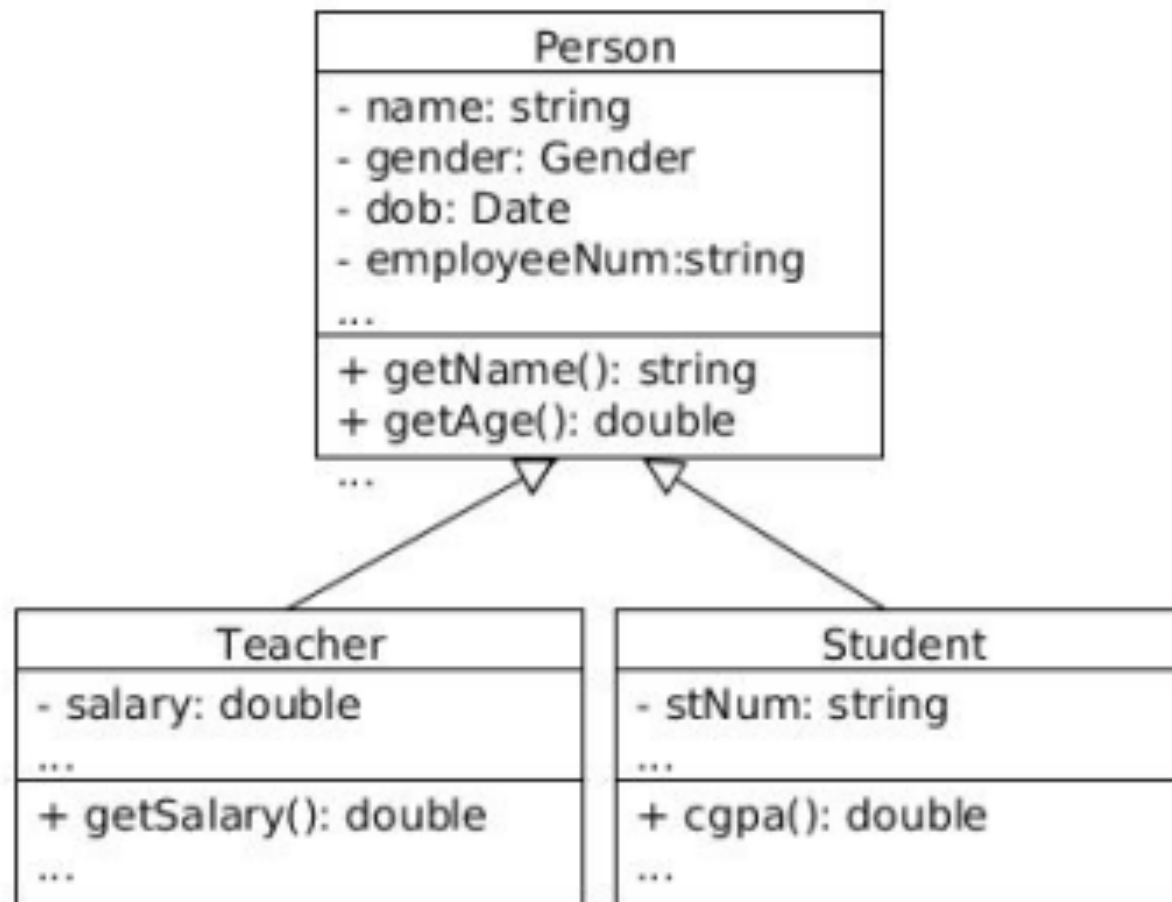 Person
- name: string
- gender: Gender
- dob: Date
- employeeNum:string
...
+ getName(): string
+ getAge(): double
...
Teacher
- salary: double
...
+ getSalary(): double
...
Student
- stNum: string
...
+ cgpa(): double
...